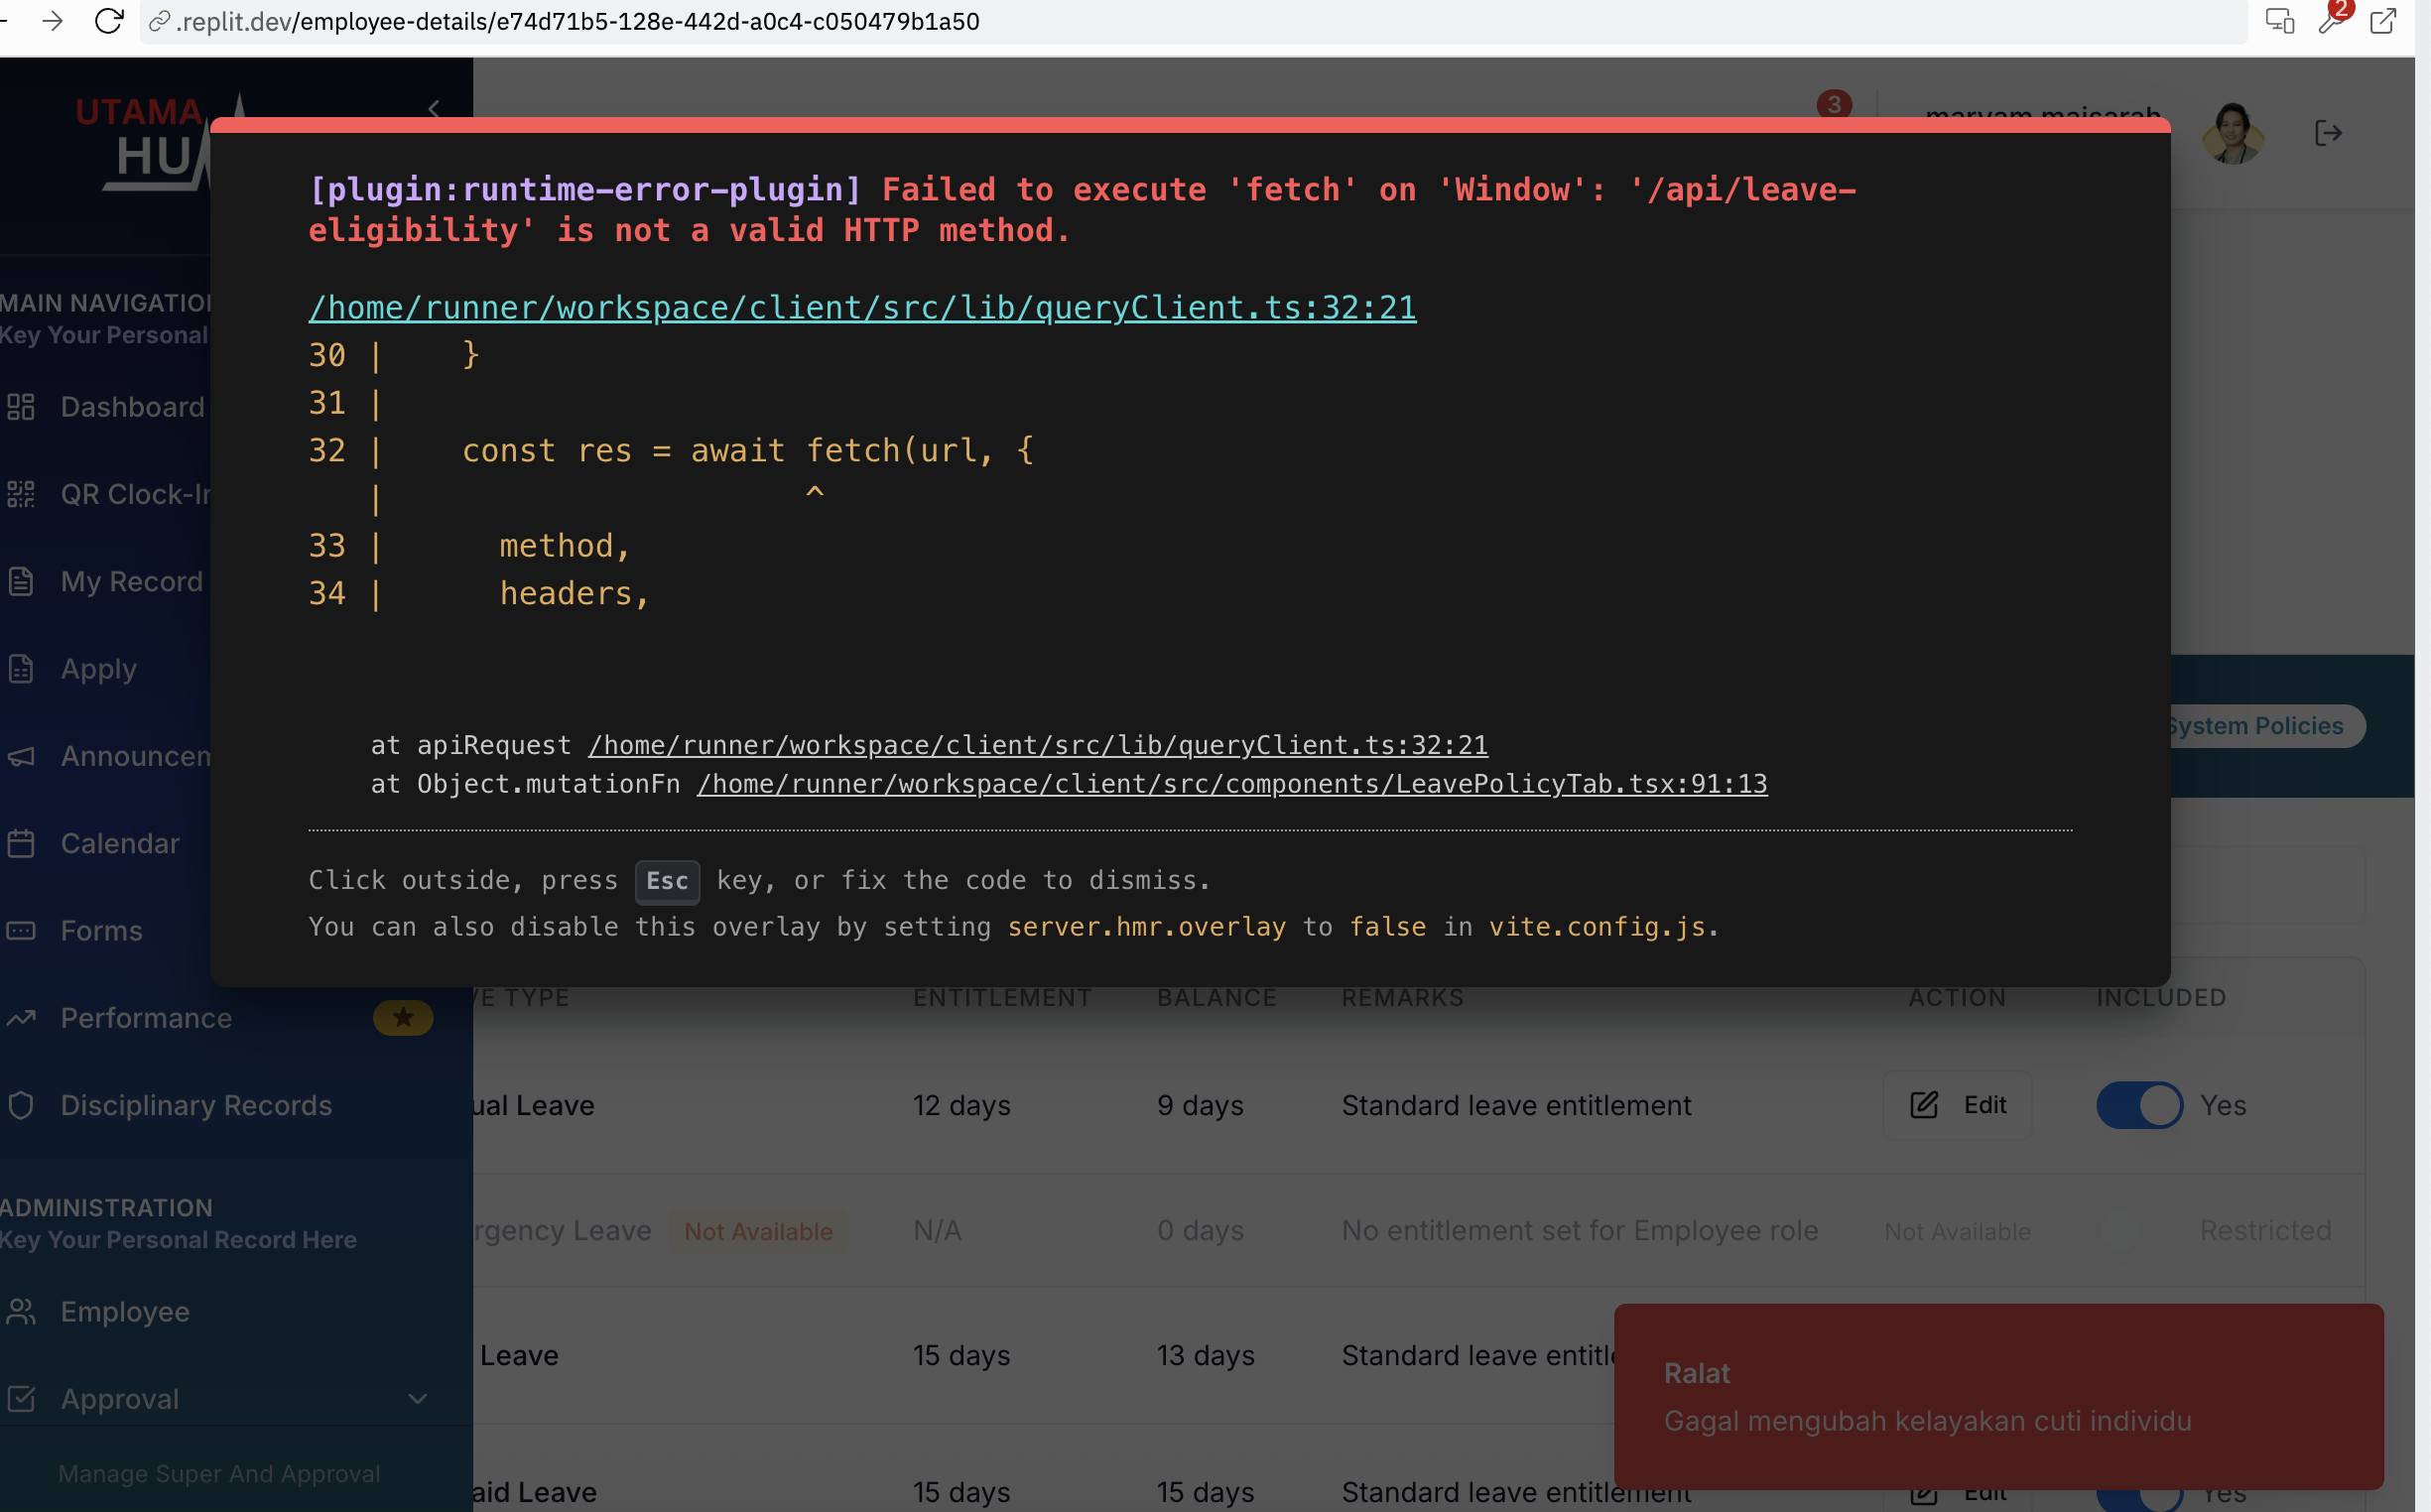 .replit.dev/employee-details/e74d71b5-128e-442d-a0c4-c050479b1a50
2
UTAMA
HU
3
maryam maisarah
[plugin:runtime-error-plugin] Failed to execute 'fetch' on 'Window': '/api/leave-
eligibility' is not a valid HTTP method.
/home/runner/workspace/client/src/lib/queryClient.ts:32:21
30 |    }
31 |
32 |    const res = await fetch(url, {
|                      ^
33 |      method,
34 |      headers,
at apiRequest /home/runner/workspace/client/src/lib/queryClient.ts:32:21
at Object.mutationFn /home/runner/workspace/client/src/components/LeavePolicyTab.tsx:91:13
Click outside, press Esc key, or fix the code to dismiss.
You can also disable this overlay by setting server.hmr.overlay to false in vite.config.js.
MAIN NAVIGATIO
Key Your Personal
Dashboard
QR Clock-In
My Record
Apply
Announcem
Calendar
Forms
Performance
Disciplinary Records
ADMINISTRATION
Key Your Personal Record Here
Employee
Approval
Manage Super And Approval
System Policies
VE TYPE ENTITLEMENT BALANCE REMARKS ACTION INCLUDED
ual Leave 12 days 9 days Standard leave entitlement Edit Yes
rgency Leave Not Available N/A 0 days No entitlement set for Employee role Not Available Restricted
Leave 15 days 13 days Standard leave entitle
aid Leave 15 days 15 days Standard leave entitlement Edit Yes
Ralat
Gagal mengubah kelayakan cuti individu